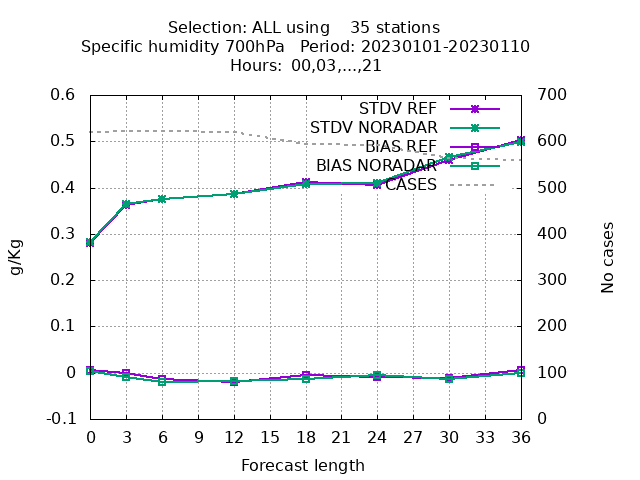 Selection: ALL using    35 stations
Specific humidity 700hPa   Period: 20230101-20230110
Hours: 00,03,...,21
0.6
0.5
0.4
0.3
0.2
0.1
0
-0.1
g/Kg
STDV REF
STDV NORADAR
BIAS REF
BIAS NORADAR
CASES
700
600
500
400
300
200
100
0
No cases
0 3 6 9 12 15 18 21 24 27 30 33 36
Forecast length